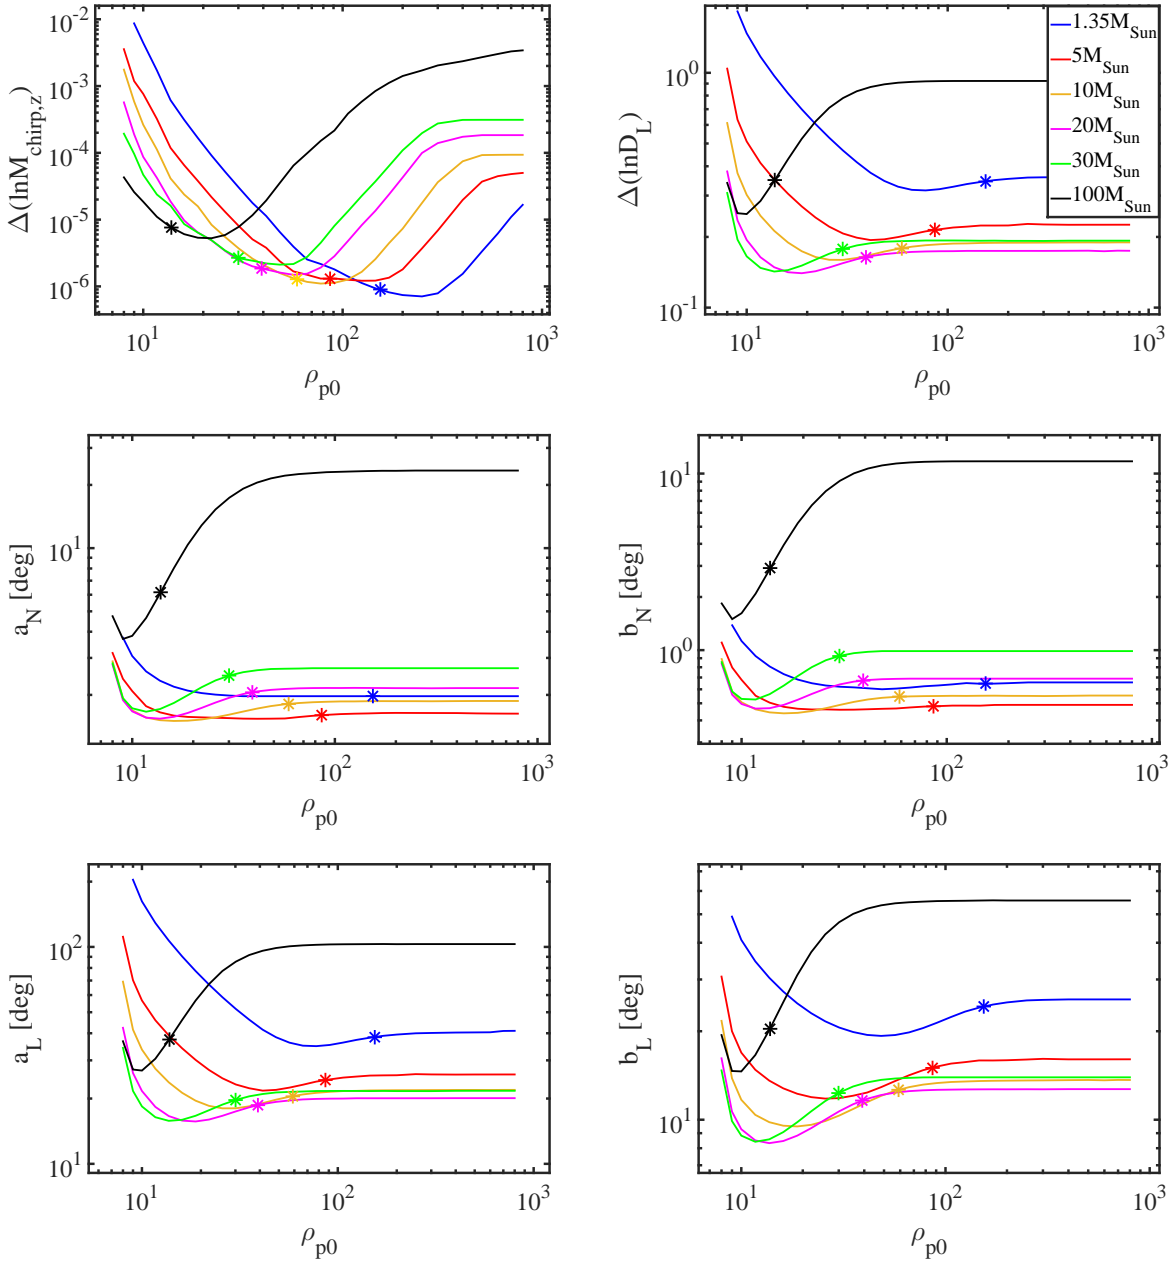 10^-2
10^-3
10^-4
10^-5
10^-6
10^1
10^2
10^3
Δ(lnM_chirp,z)
ρ_p0
10^0
10^-1
10^1
10^2
10^3
Δ(lnD_L)
ρ_p0
1.35M_Sun
5M_Sun
10M_Sun
20M_Sun
30M_Sun
100M_Sun
10^1
10^1
10^2
10^3
a_N [deg]
ρ_p0
10^1
10^0
10^1
10^2
10^3
b_N [deg]
ρ_p0
10^2
10^1
10^1
10^2
10^3
a_L [deg]
ρ_p0
10^1
10^1
10^2
10^3
b_L [deg]
ρ_p0